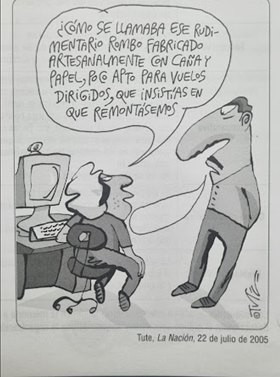 ¿CÓMO SE LLAMABA ESE RUDI-
MENTARIO ROMBO FABRICADO
ARTESANALMENTE CON CAÑA Y
PAPEL, POCO APTO PARA VUELOS
DIRIGIDOS, QUE INSISTÍAS EN
QUE REMONTÁSEMOS
TUTE
Tute, La Nación, 22 de julio de 2005